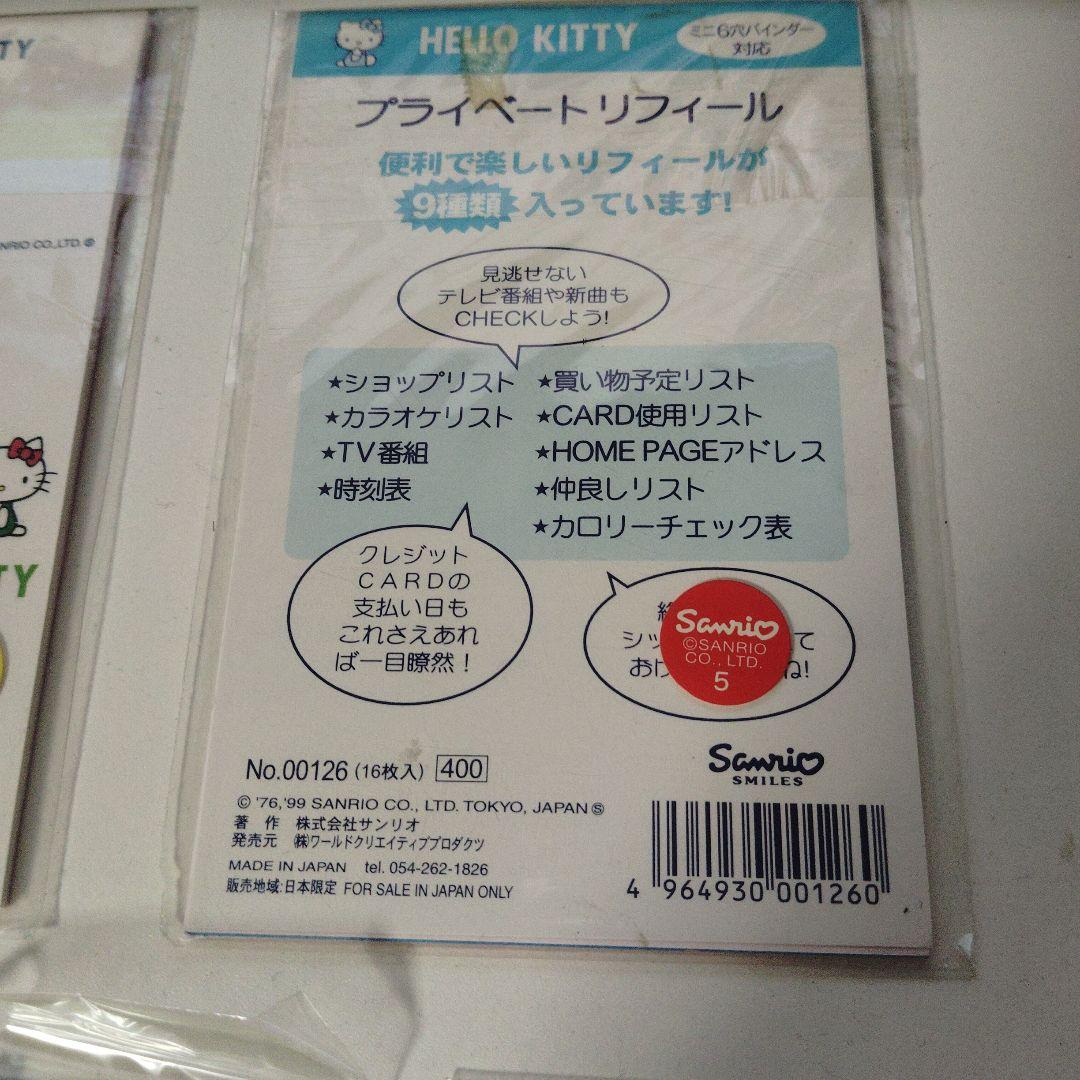 TTY
NRIO CO.,LTD. Ⓢ
TTY
HELLO KITTY
ミニ6穴バインダー
対応
プライベートリフィール
便利で楽しいリフィールが
9種類 入っています!
見逃せない
テレビ番組や新曲も
CHECKしよう!
★ショップリスト ★買い物予定リスト
★カラオケリスト ★CARD使用リスト
★TV番組 ★HOME PAGEアドレス
★時刻表 ★仲良しリスト
★カロリーチェック表
クレジット
CARDの
支払い日も
これさえあれ
ば一目瞭然!
シッ て
おけ ね!
Sanrio
©SANRIO
CO., LTD.
5
No.00126 (16枚入) 400
Sanrio
SMILES
© '76,'99 SANRIO CO., LTD. TOKYO, JAPAN Ⓢ
著 作 株式会社サンリオ
発売元 ㈱ワールドクリエイティブプロダクツ
MADE IN JAPAN tel. 054-262-1826
販売地域:日本限定 FOR SALE IN JAPAN ONLY
4 964930 001260